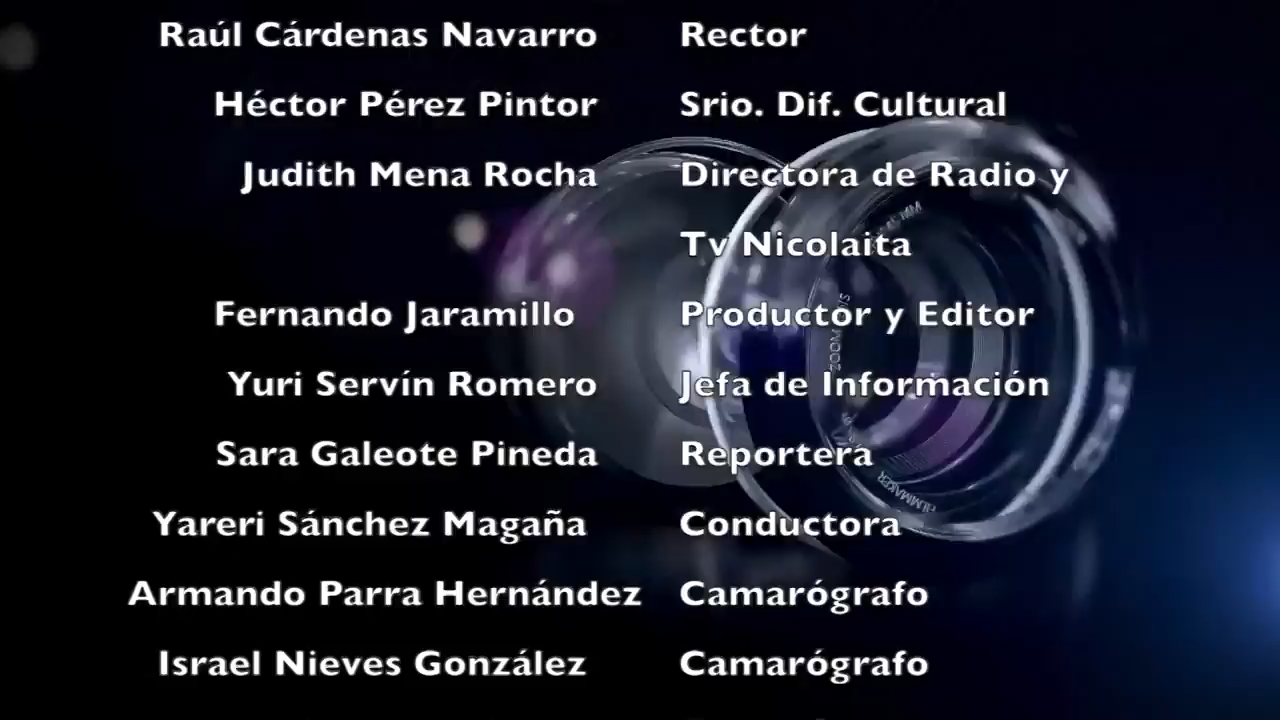 Raúl Cárdenas Navarro Rector
Héctor Pérez Pintor Srio. Dif. Cultural
Judith Mena Rocha Directora de Radio y
Tv Nicolaita
Fernando Jaramillo Productor y Editor
Yuri Servín Romero Jefa de Información
Sara Galeote Pineda Reportera
Yareri Sánchez Magaña Conductora
Armando Parra Hernández Camarógrafo
Israel Nieves González Camarógrafo
FILMMAKER